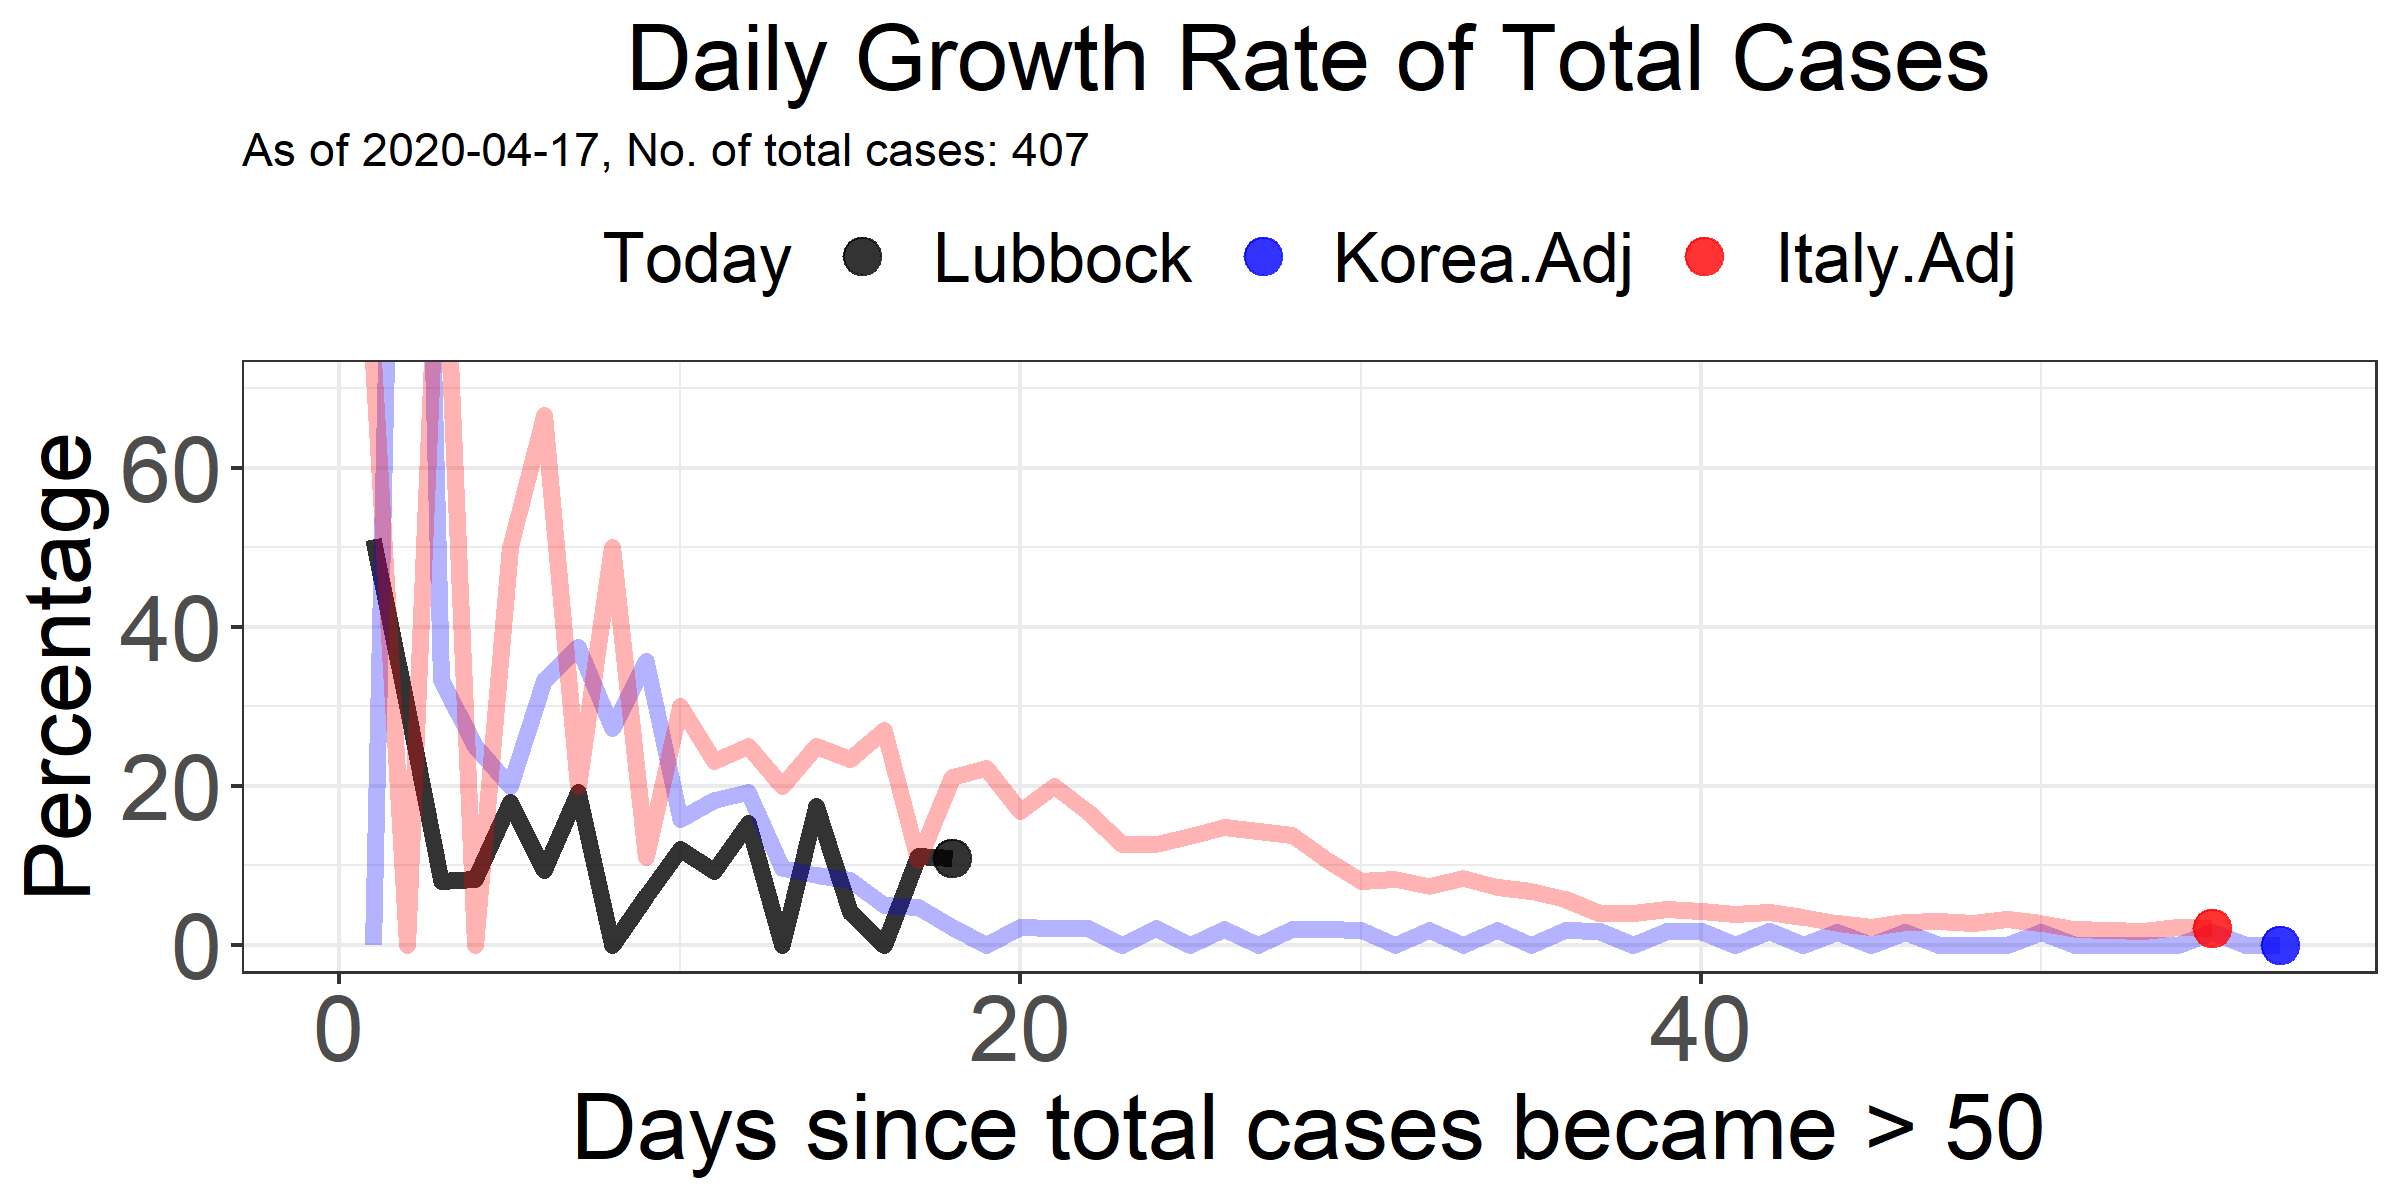 Daily Growth Rate of Total Cases
As of 2020-04-17, No. of total cases: 407
Today Lubbock Korea.Adj Italy.Adj
Percentage
60
40
20
0
0 20 40
Days since total cases became > 50